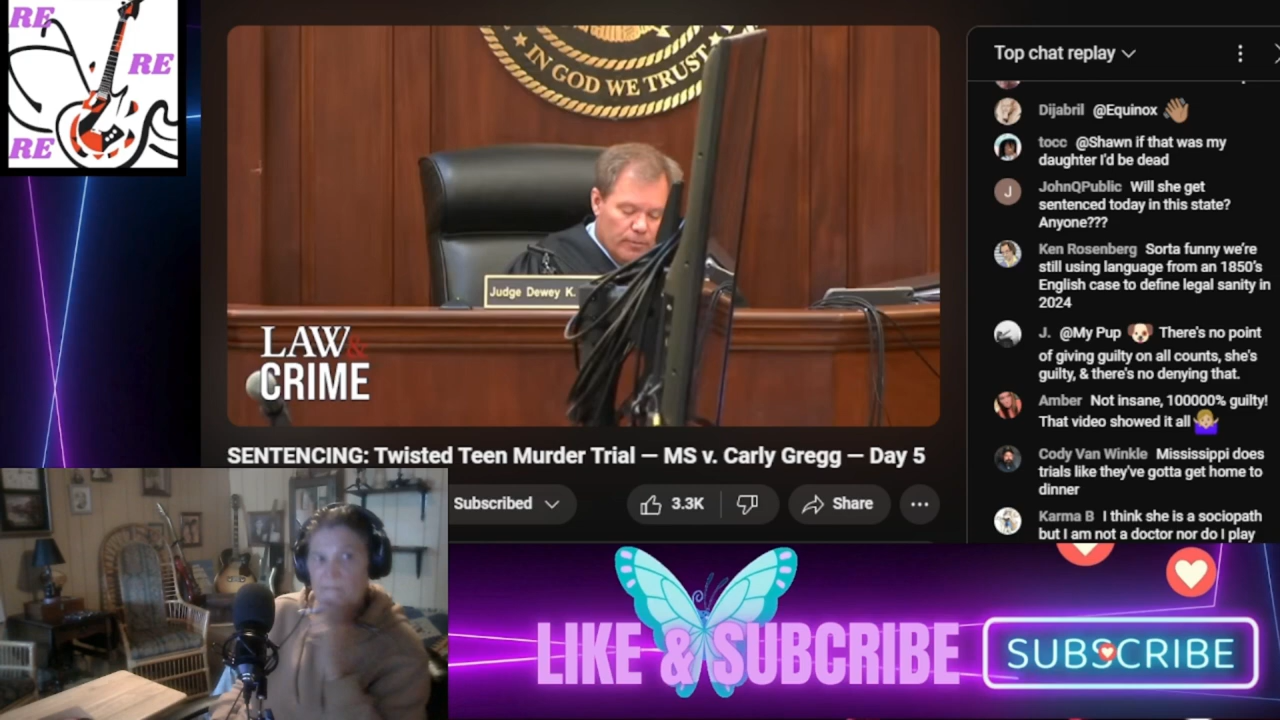 RE
RE
RE
IN GOD WE TRUST
Judge Dewey K.
LAW&
CRIME
SENTENCING: Twisted Teen Murder Trial — MS v. Carly Gregg — Day 5
Subscribed
3.3K
Share
Top chat replay
Dijabril @Equinox
tocc @Shawn if that was my
daughter I'd be dead
JohnQPublic Will she get
sentenced today in this state?
Anyone???
Ken Rosenberg Sorta funny we're
still using language from an 1850's
English case to define legal sanity in
2024
J. @My Pup There's no point
of giving guilty on all counts, she's
guilty, & there's no denying that.
Amber Not insane, 100000% guilty!
That video showed it all
Cody Van Winkle Mississippi does
trials like they've gotta get home to
dinner
Karma B I think she is a sociopath
but I am not a doctor nor do I play
LIKE & SUBCRIBE
SUBSCRIBE